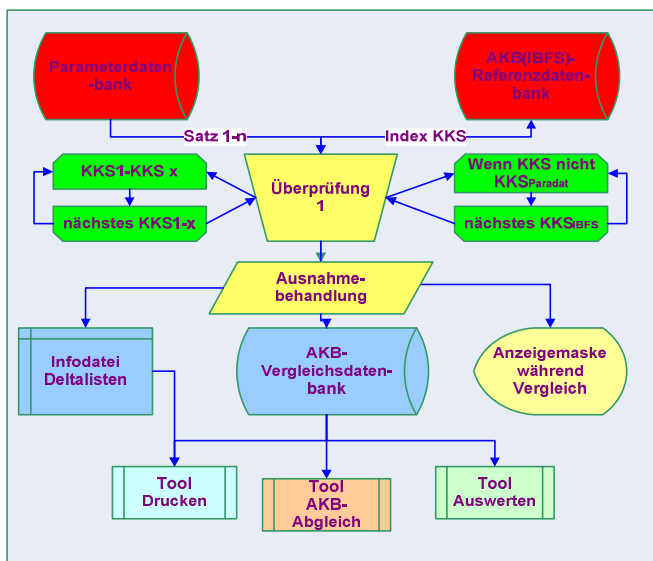 Parameterdaten
-bank
AKB(IBFS)-
Referenzdaten-
bank
Satz 1-n
Index KKS
KKS1-KKS x
nächstes KKS1-x
Überprüfung
1
Wenn KKS nicht
KKSParadat
nächstes KKSIBFS
Ausnahme-
behandlung
Infodatei
Deltalisten
AKB-
Vergleichsdaten-
bank
Anzeigemaske
während
Vergleich
Tool
Drucken
Tool
AKB-
Abgleich
Tool
Auswerten